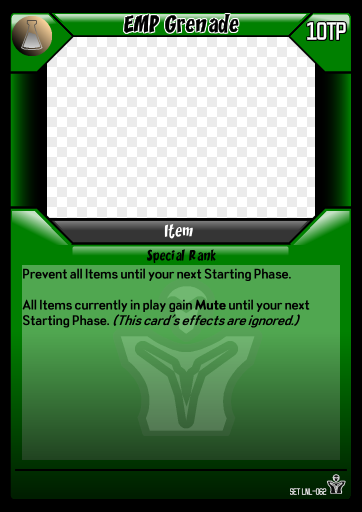 EMP Grenade
10TP
Item
Special Rank
Prevent all Items until your next Starting Phase.
All Items currently in play gain Mute until your next
Starting Phase. (This card's effects are ignored.)
SET LNL-062